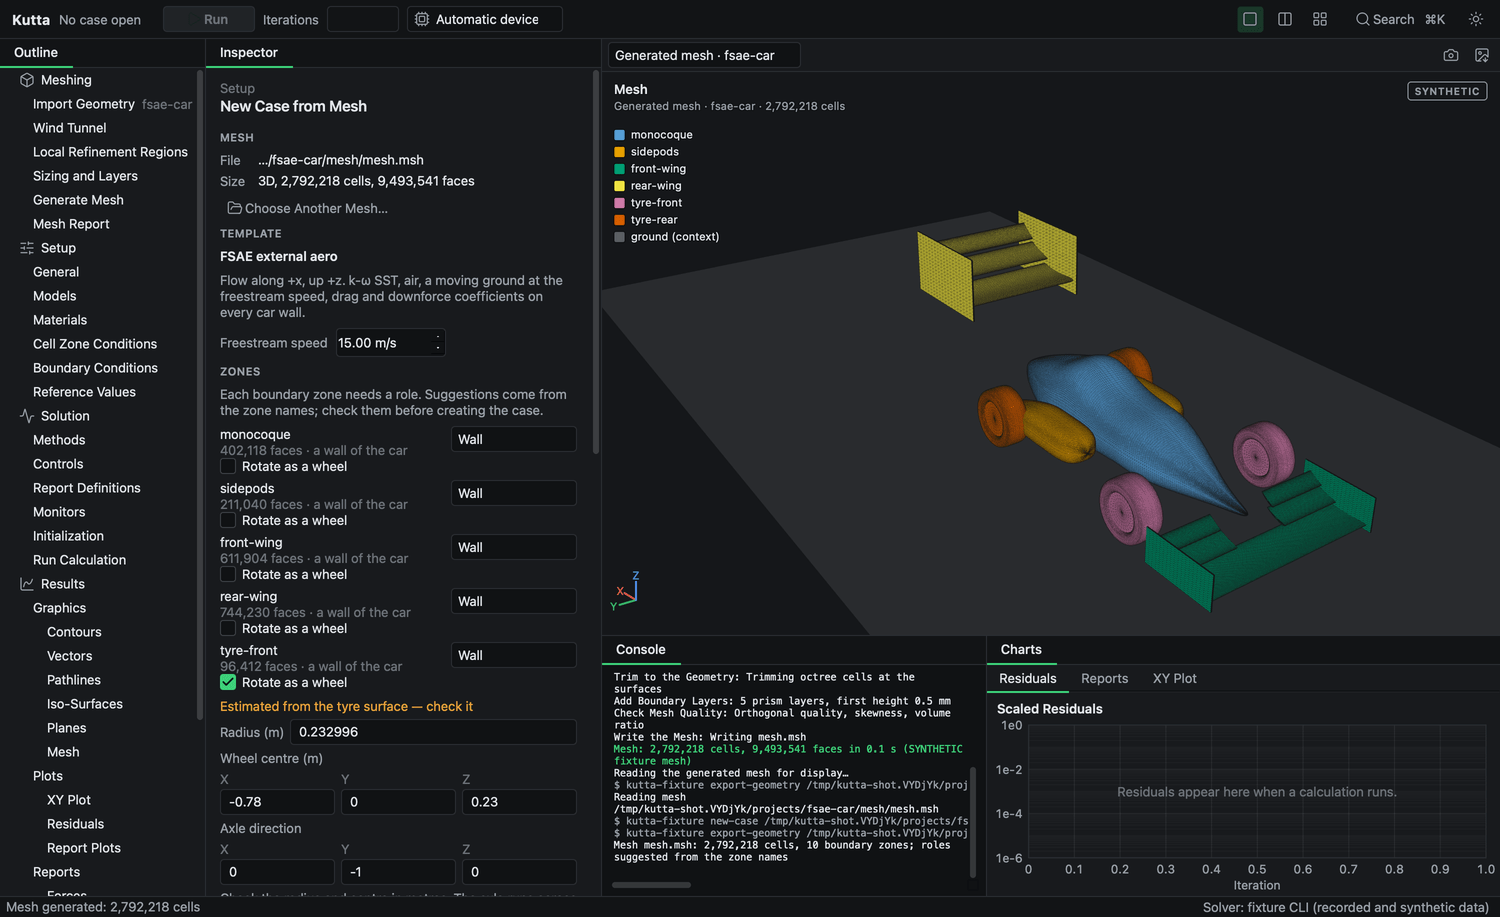 Kutta No case open Run Iterations Automatic device Search ⌘K
Outline
Meshing
Import Geometry fsae-car
Wind Tunnel
Local Refinement Regions
Sizing and Layers
Generate Mesh
Mesh Report
Setup
General
Models
Materials
Cell Zone Conditions
Boundary Conditions
Reference Values
Solution
Methods
Controls
Report Definitions
Monitors
Initialization
Run Calculation
Results
Graphics
Contours
Vectors
Pathlines
Iso-Surfaces
Planes
Mesh
Plots
XY Plot
Residuals
Report Plots
Reports
Forces
Inspector
Setup
New Case from Mesh
MESH
File .../fsae-car/mesh/mesh.msh
Size 3D, 2,792,218 cells, 9,493,541 faces
Choose Another Mesh...
TEMPLATE
FSAE external aero
Flow along +x, up +z. k-ω SST, air, a moving ground at the
freestream speed, drag and downforce coefficients on
every car wall.
Freestream speed 15.00 m/s
ZONES
Each boundary zone needs a role. Suggestions come from
the zone names; check them before creating the case.
monocoque Wall
402,118 faces · a wall of the car
Rotate as a wheel
sidepods Wall
211,040 faces · a wall of the car
Rotate as a wheel
front-wing Wall
611,904 faces · a wall of the car
Rotate as a wheel
rear-wing Wall
744,230 faces · a wall of the car
Rotate as a wheel
tyre-front Wall
96,412 faces · a wall of the car
Rotate as a wheel
Estimated from the tyre surface — check it
Radius (m) 0.232996
Wheel centre (m)
X Y Z
-0.78 0 0.23
Axle direction
X Y Z
0 -1 0
Generated mesh · fsae-car
Mesh
Generated mesh · fsae-car · 2,792,218 cells
SYNTHETIC
monocoque
sidepods
front-wing
rear-wing
tyre-front
tyre-rear
ground (context)
Z
X
Y
Console
Trim to the Geometry: Trimming octree cells at the
surfaces
Add Boundary Layers: 5 prism layers, first height 0.5 mm
Check Mesh Quality: Orthogonal quality, skewness, volume
ratio
Write the Mesh: Writing mesh.msh
Mesh: 2,792,218 cells, 9,493,541 faces in 0.1 s (SYNTHETIC
fixture mesh)
Reading the generated mesh for display…
$ kutta-fixture export-geometry /tmp/kutta-shot.VYDjYk/proj
Reading mesh
/tmp/kutta-shot.VYDjYk/projects/fsae-car/mesh/mesh.msh
$ kutta-fixture new-case /tmp/kutta-shot.VYDjYk/projects/fs
$ kutta-fixture export-geometry /tmp/kutta-shot.VYDjYk/proj
Mesh mesh.msh: 2,792,218 cells, 10 boundary zones; roles
suggested from the zone names
Charts
Residuals Reports XY Plot
Scaled Residuals
1e0
1e-2
1e-4
1e-6
Residuals appear here when a calculation runs.
0 0.1 0.2 0.3 0.4 0.5 0.6 0.7 0.8 0.9 1.0
Iteration
Mesh generated: 2,792,218 cells
Solver: fixture CLI (recorded and synthetic data)